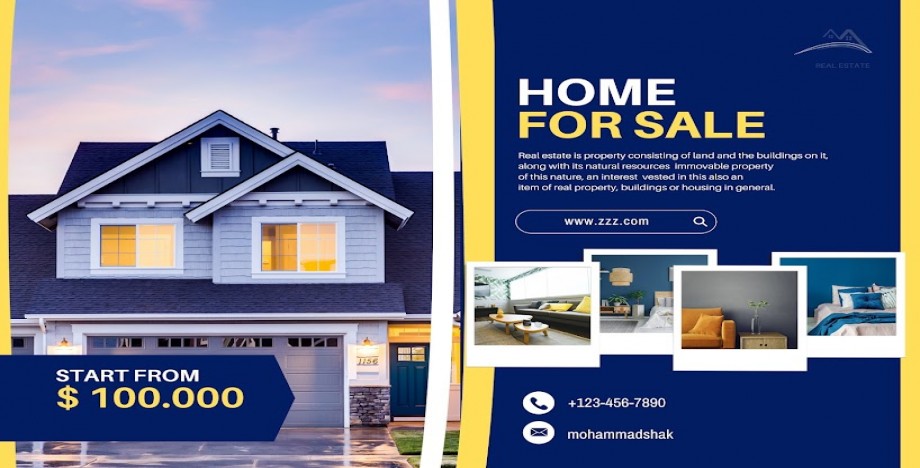 REAL ESTATE
HOME
FOR SALE
Real estate is property consisting of land and the buildings on it,
along with its natural resources immovable property
of this nature, an interest vested in this also an
item of real property, buildings or housing in general.
www.zzz.com
1156
START FROM
$ 100.000
+123-456-7890
mohammadshak